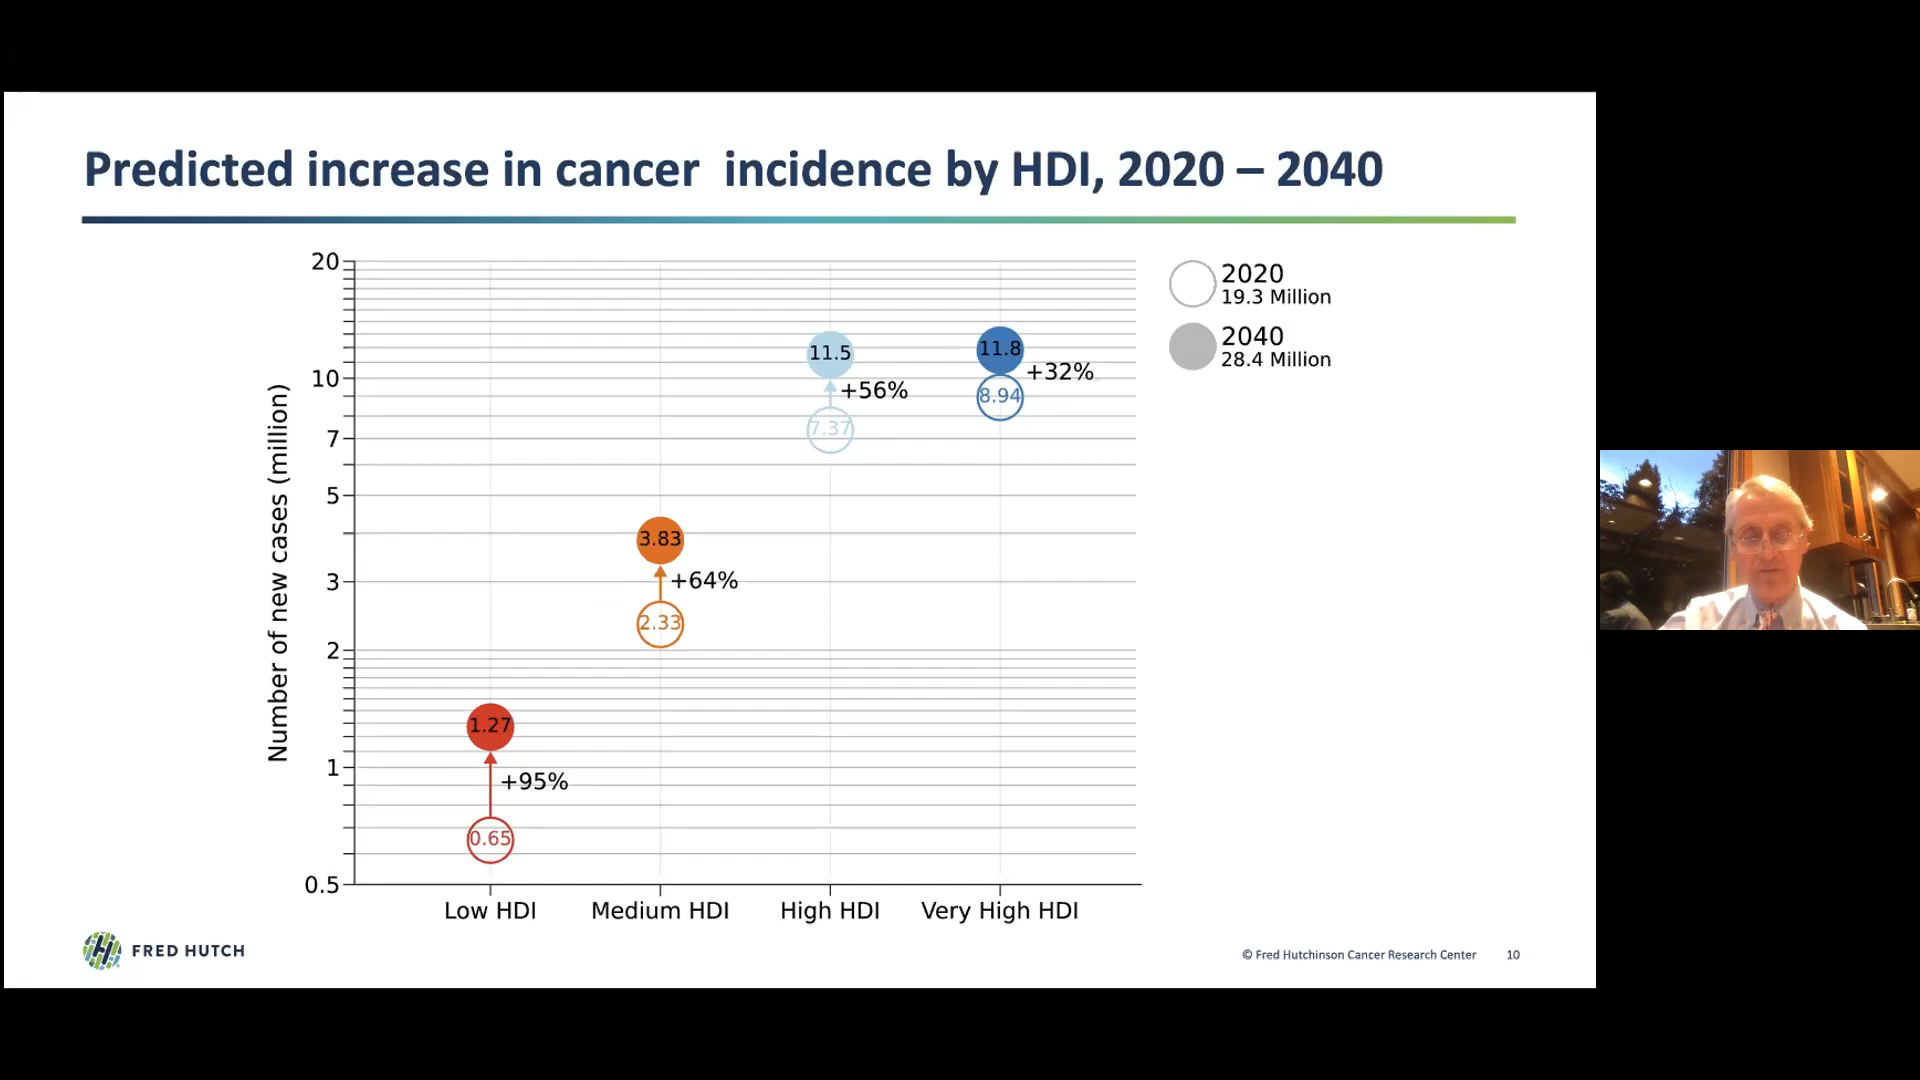 Predicted increase in cancer  incidence by HDI, 2020 – 2040
20
10
7
5
3
2
1
0.5
Number of new cases (million)
1.27
+95%
0.65
3.83
+64%
2.33
11.5
+56%
7.37
11.8
+32%
8.94
Low HDI
Medium HDI
High HDI
Very High HDI
2020
19.3 Million
2040
28.4 Million
FRED HUTCH
© Fred Hutchinson Cancer Research Center
10